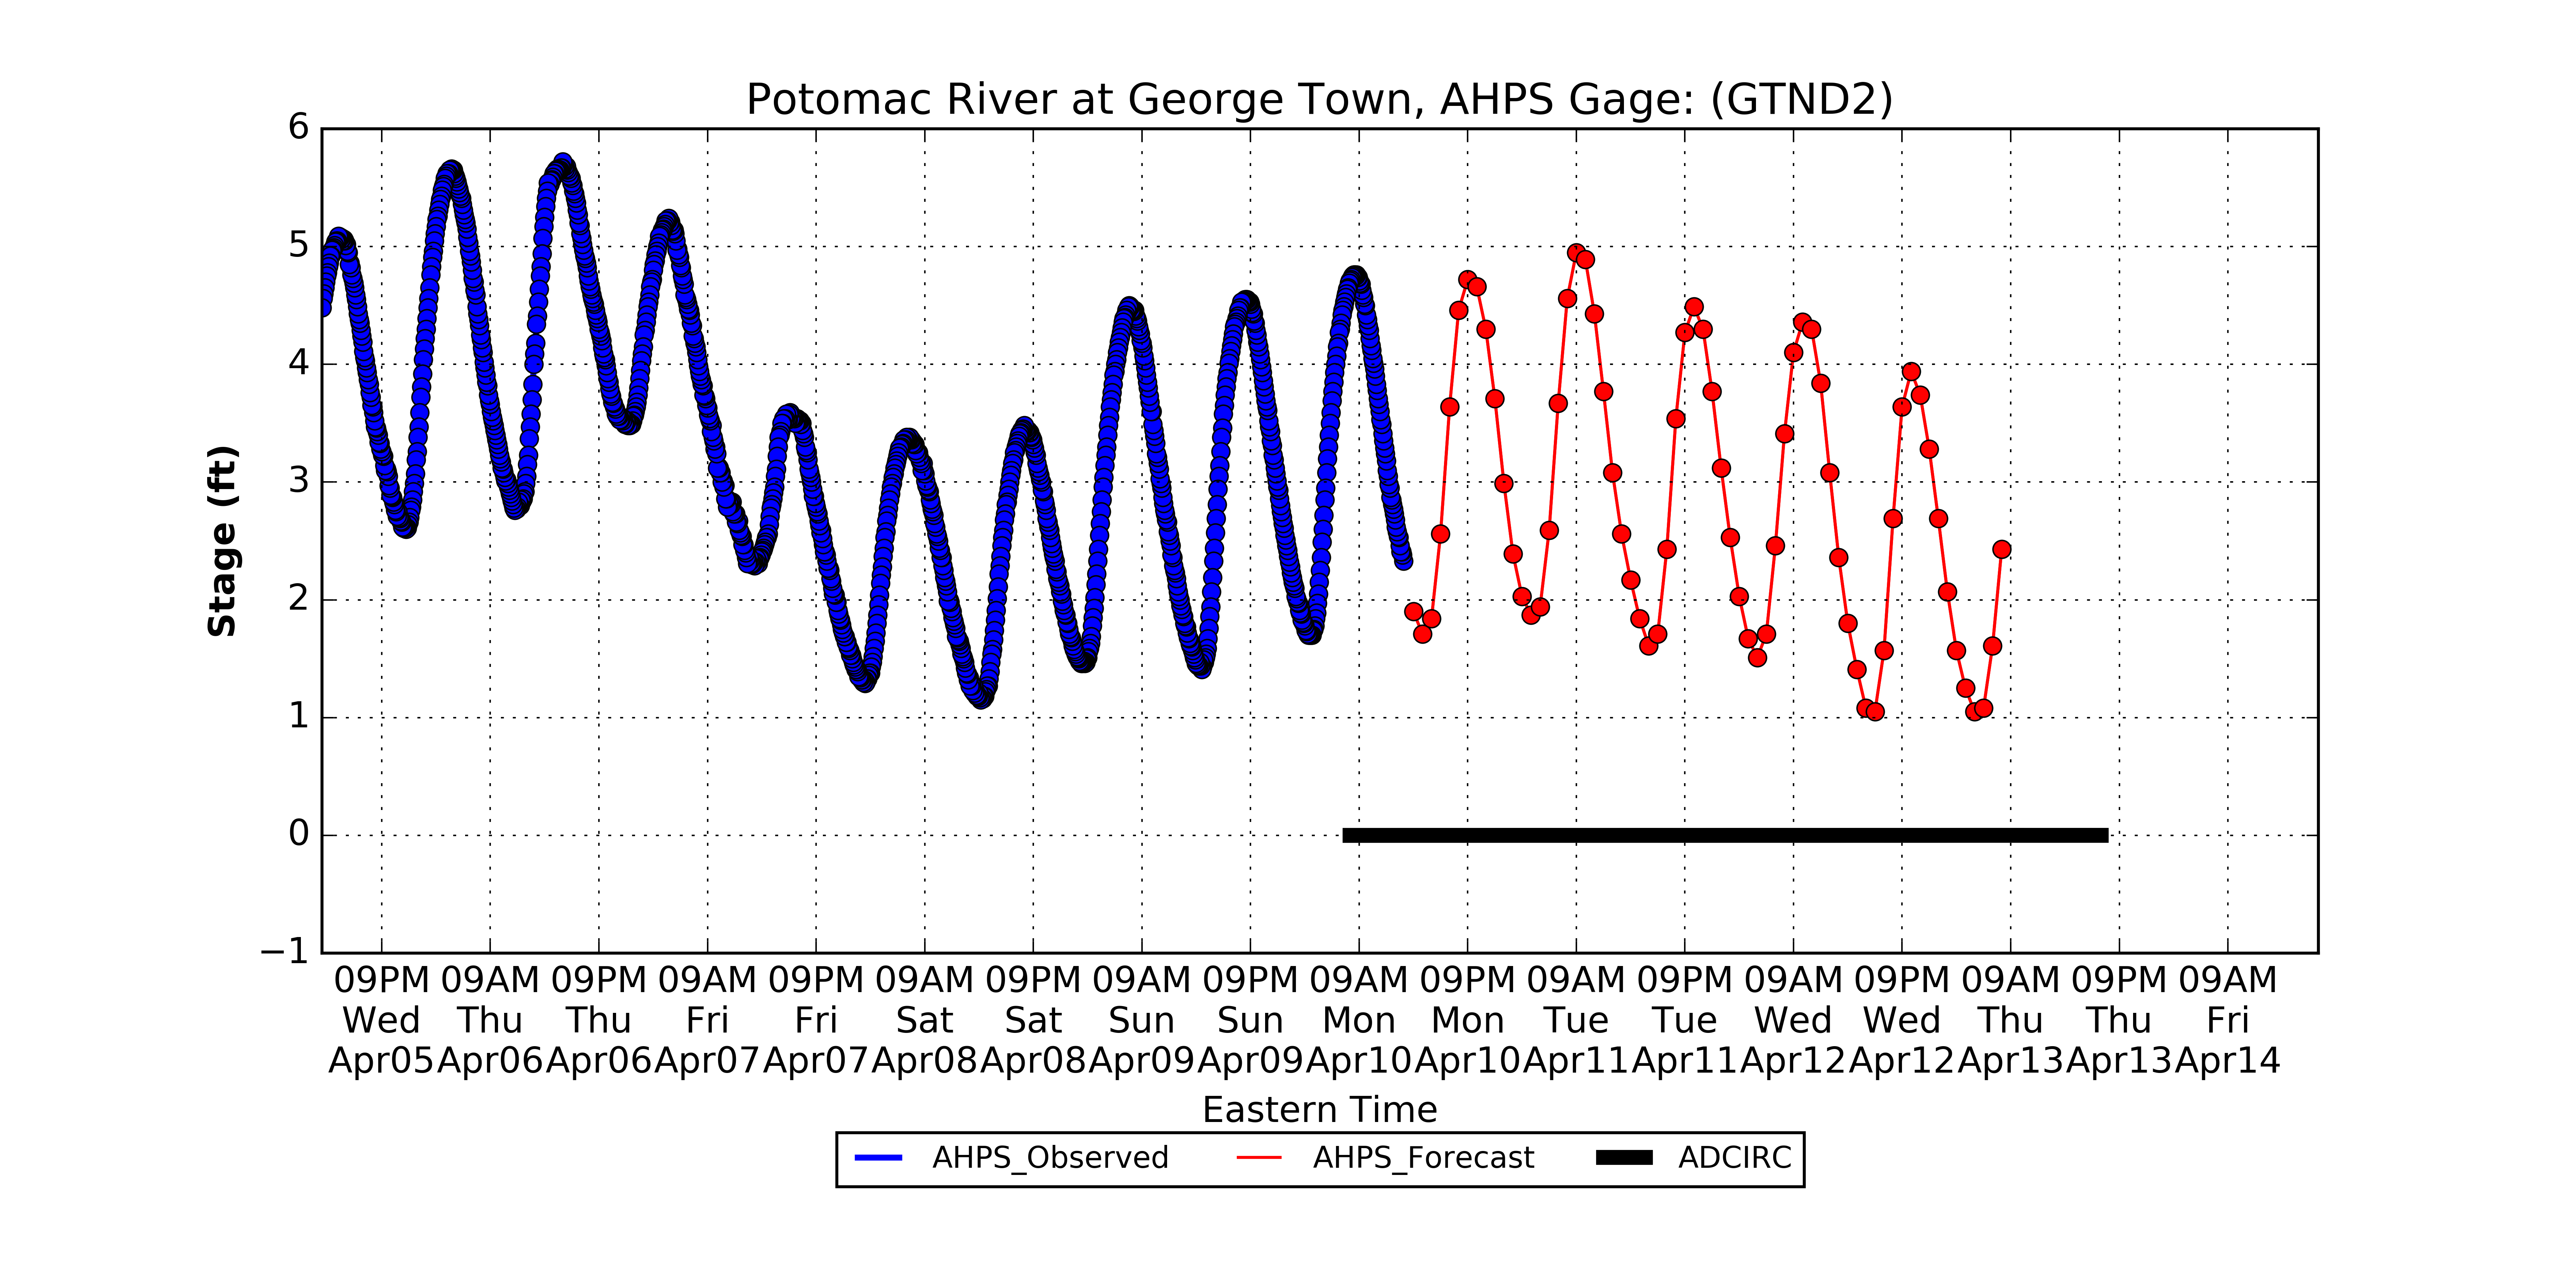 Potomac River at George Town, AHPS Gage: (GTND2)
6
5
4
3
2
1
0
−1
Stage (ft)
09PM 09AM 09PM 09AM 09PM 09AM 09PM 09AM 09PM 09AM 09PM 09AM 09PM 09AM 09PM 09AM 09PM 09AM
Wed Thu Thu Fri Fri Sat Sat Sun Sun Mon Mon Tue Tue Wed Wed Thu Thu Fri
Apr05 Apr06 Apr06 Apr07 Apr07 Apr08 Apr08 Apr09 Apr09 Apr10 Apr10 Apr11 Apr11 Apr12 Apr12 Apr13 Apr13 Apr14
Eastern Time
AHPS_Observed AHPS_Forecast ADCIRC